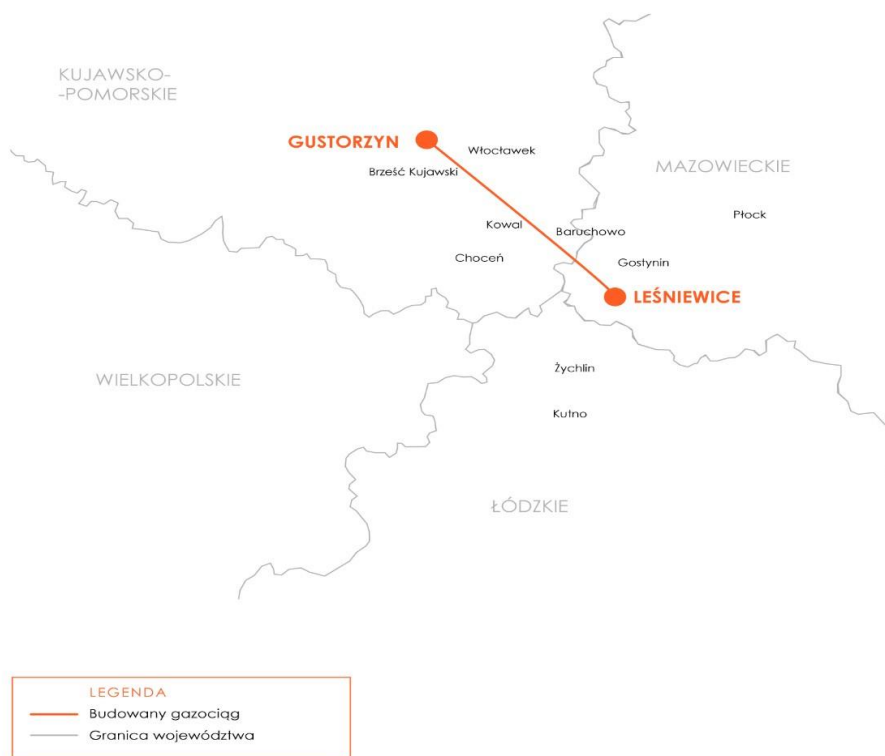 KUJAWSKO-
-POMORSKIE
GUSTORZYN
Włocławek
Brześć Kujawski
MAZOWIECKIE
Płock
Kowal
Baruchowo
Choceń
Gostynin
LEŚNIEWICE
WIELKOPOLSKIE
Żychlin
Kutno
ŁÓDZKIE
LEGENDA
Budowany gazociąg
Granica województwa